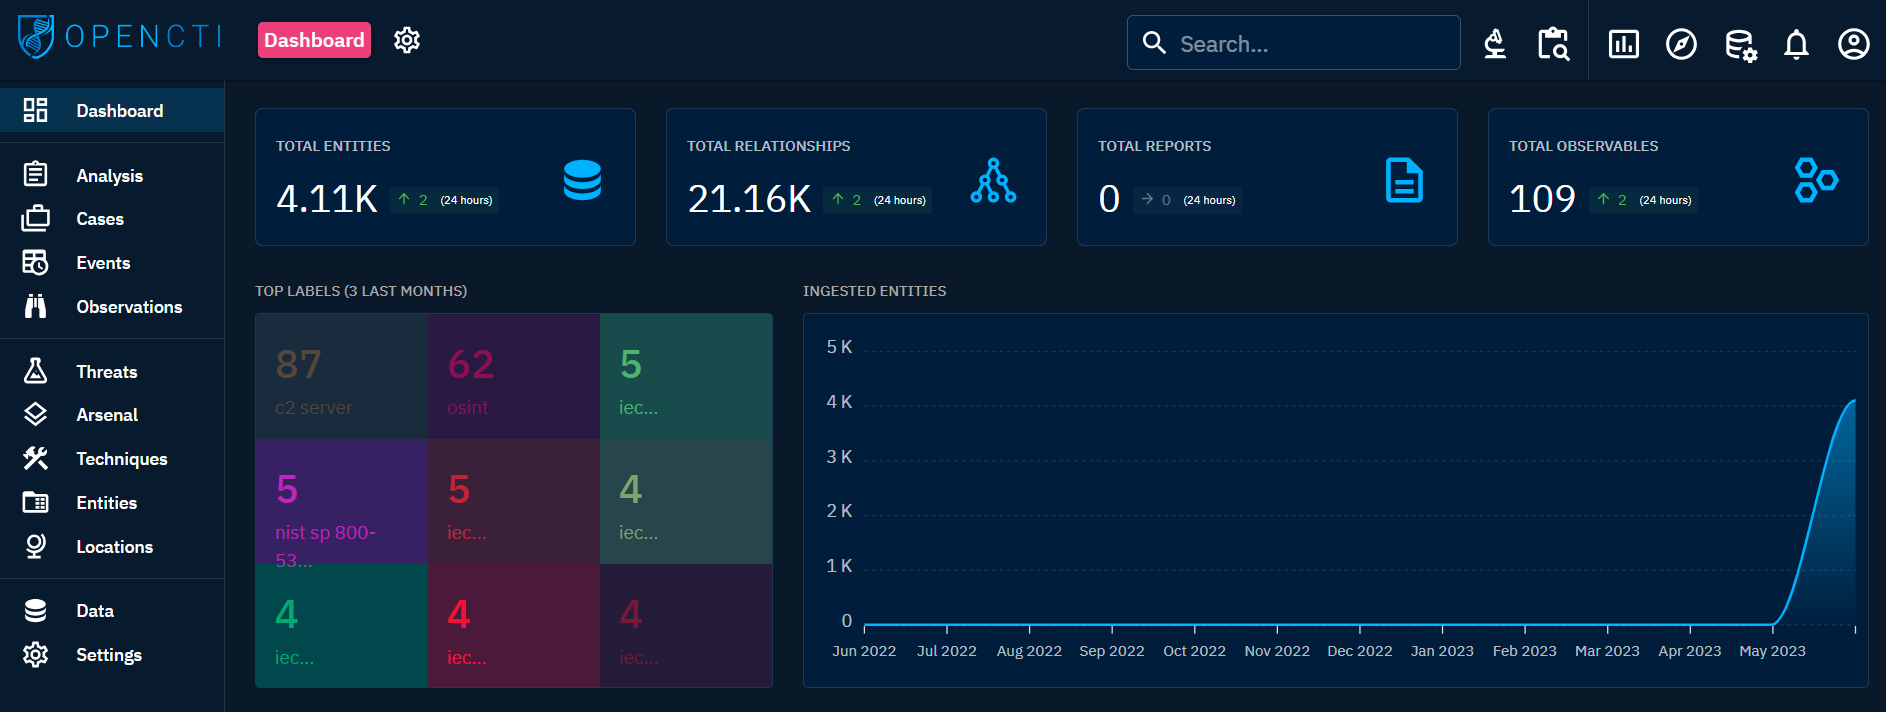 OPENCTI
Dashboard
Search...
Dashboard
Analysis
Cases
Events
Observations
Threats
Arsenal
Techniques
Entities
Locations
Data
Settings
TOTAL ENTITIES
4.11K 2 (24 hours)
TOTAL RELATIONSHIPS
21.16K 2 (24 hours)
TOTAL REPORTS
0 0 (24 hours)
TOTAL OBSERVABLES
109 2 (24 hours)
TOP LABELS (3 LAST MONTHS)
87
c2 server
62
osint
5
iec...
5
nist sp 800-
53...
5
iec...
4
iec...
4
iec...
4
iec...
4
iec...
INGESTED ENTITIES
5 K
4 K
3 K
2 K
1 K
0
Jun 2022 Jul 2022 Aug 2022 Sep 2022 Oct 2022 Nov 2022 Dec 2022 Jan 2023 Feb 2023 Mar 2023 Apr 2023 May 2023